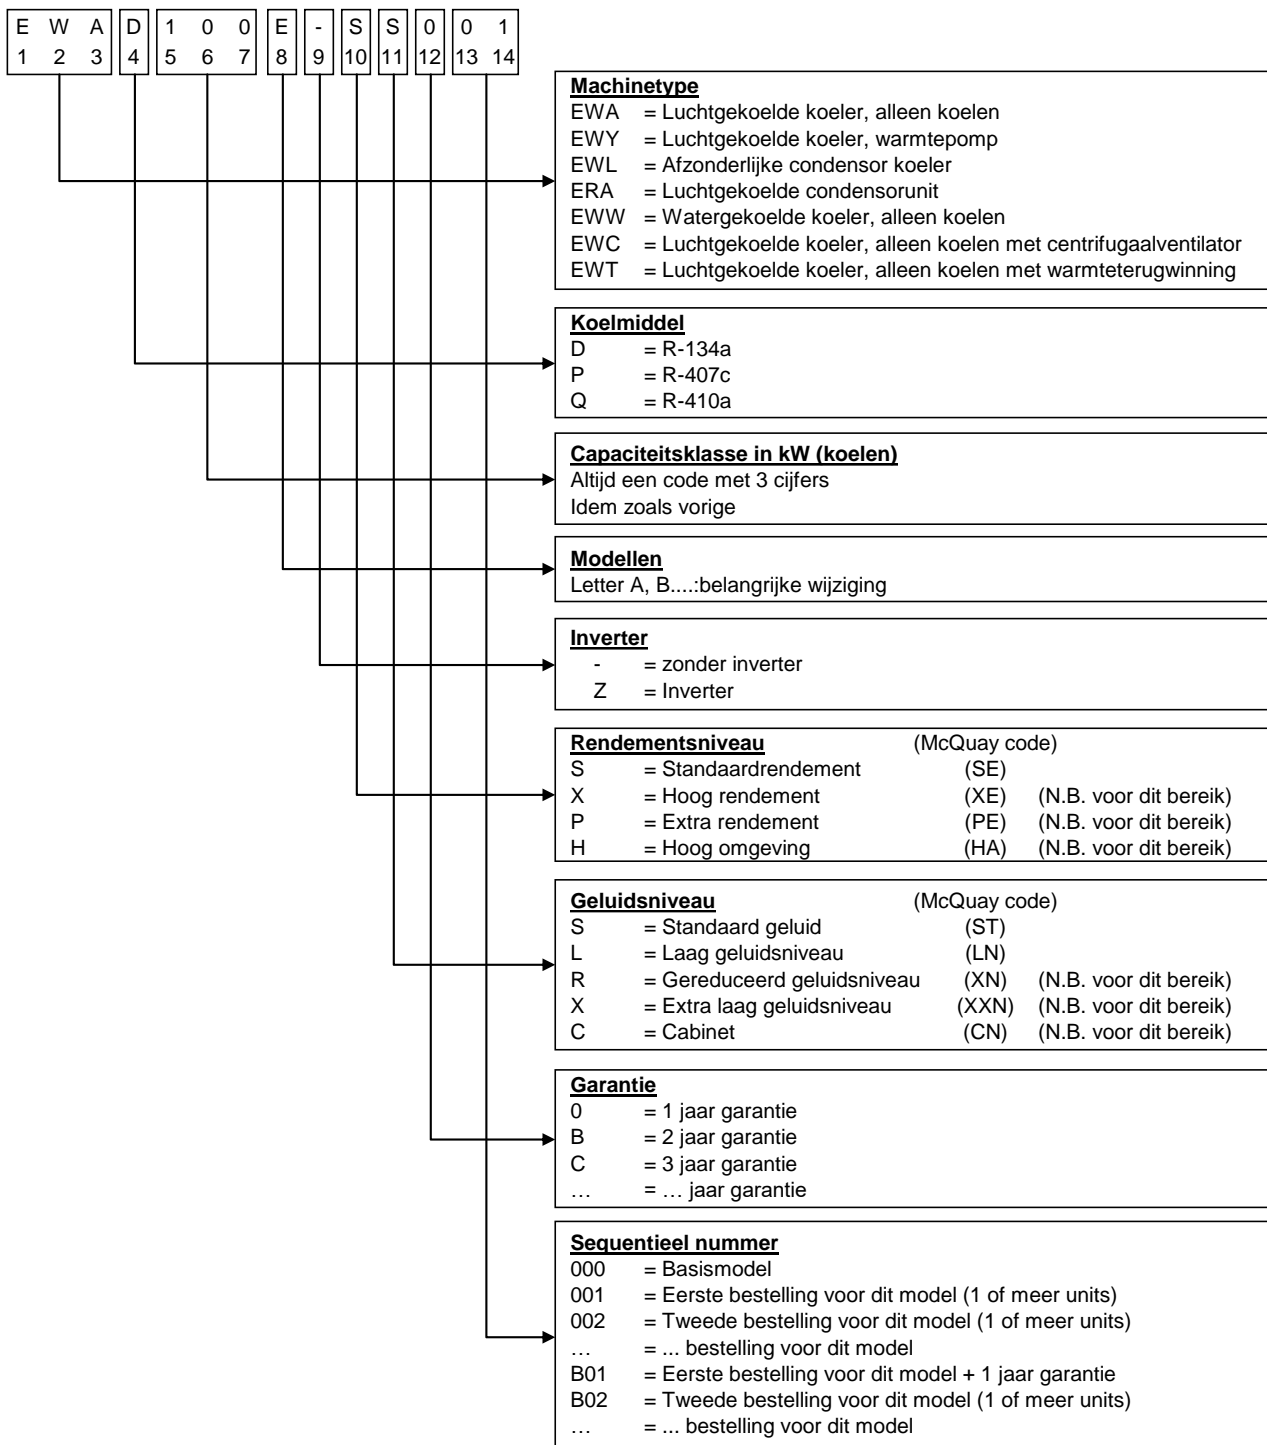 E W A D 1 0 0 E - S S 0 0 1
1 2 3 4 5 6 7 8 9 10 11 12 13 14
Machinetype
EWA = Luchtgekoelde koeler, alleen koelen
EWY = Luchtgekoelde koeler, warmtepomp
EWL = Afzonderlijke condensor koeler
ERA = Luchtgekoelde condensorunit
EWW = Watergekoelde koeler, alleen koelen
EWC = Luchtgekoelde koeler, alleen koelen met centrifugaalventilator
EWT = Luchtgekoelde koeler, alleen koelen met warmteterugwinning
Koelmiddel
D = R-134a
P = R-407c
Q = R-410a
Capaciteitsklasse in kW (koelen)
Altijd een code met 3 cijfers
Idem zoals vorige
Modellen
Letter A, B....:belangrijke wijziging
Inverter
- = zonder inverter
Z = Inverter
Rendementsniveau (McQuay code)
S = Standaardrendement (SE)
X = Hoog rendement (XE) (N.B. voor dit bereik)
P = Extra rendement (PE) (N.B. voor dit bereik)
H = Hoog omgeving (HA) (N.B. voor dit bereik)
Geluidsniveau (McQuay code)
S = Standaard geluid (ST)
L = Laag geluidsniveau (LN)
R = Gereduceerd geluidsniveau (XN) (N.B. voor dit bereik)
X = Extra laag geluidsniveau (XXN) (N.B. voor dit bereik)
C = Cabinet (CN) (N.B. voor dit bereik)
Garantie
0 = 1 jaar garantie
B = 2 jaar garantie
C = 3 jaar garantie
… = … jaar garantie
Sequentieel nummer
000 = Basismodel
001 = Eerste bestelling voor dit model (1 of meer units)
002 = Tweede bestelling voor dit model (1 of meer units)
… = ... bestelling voor dit model
B01 = Eerste bestelling voor dit model + 1 jaar garantie
B02 = Tweede bestelling voor dit model (1 of meer units)
… = ... bestelling voor dit model